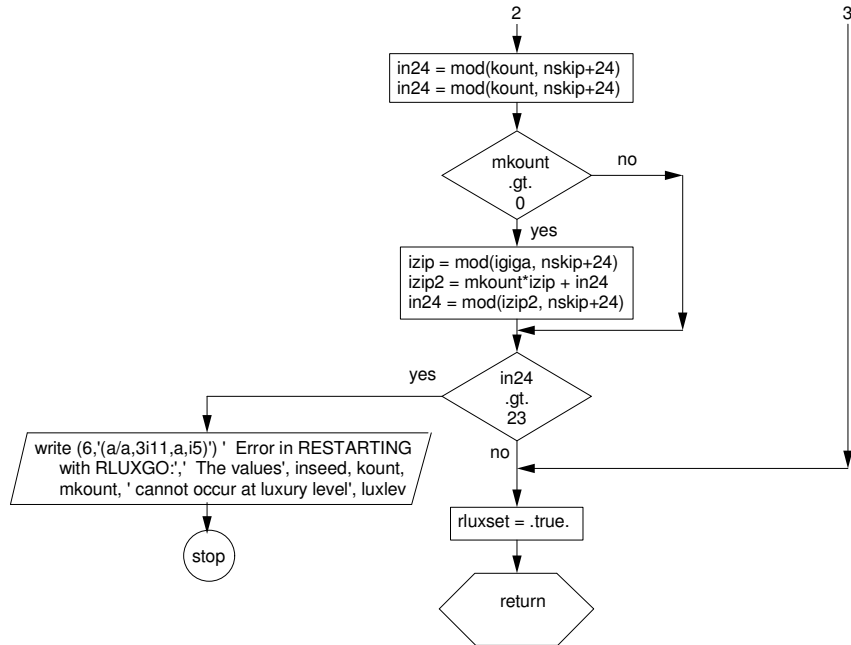 2
3
in24 = mod(kount, nskip+24)
in24 = mod(kount, nskip+24)
mkount
.gt.
0
no
yes
izip = mod(igiga, nskip+24)
izip2 = mkount*izip + in24
in24 = mod(izip2, nskip+24)
in24
.gt.
23
yes
no
write (6,'(a/a,3i11,a,i5)') '  Error in RESTARTING
with RLUXGO:','  The values', inseed, kount,
mkount, ' cannot occur at luxury level', luxlev
stop
rluxset = .true.
return